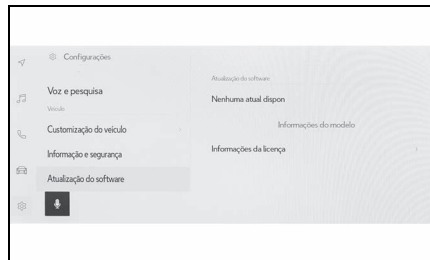 Configurações
Voz e pesquisa
Veículo
Customização do veículo
Informação e segurança
Atualização do software
Atualização do software
Nenhuma atual dispon
Informações do modelo
Informações da licença